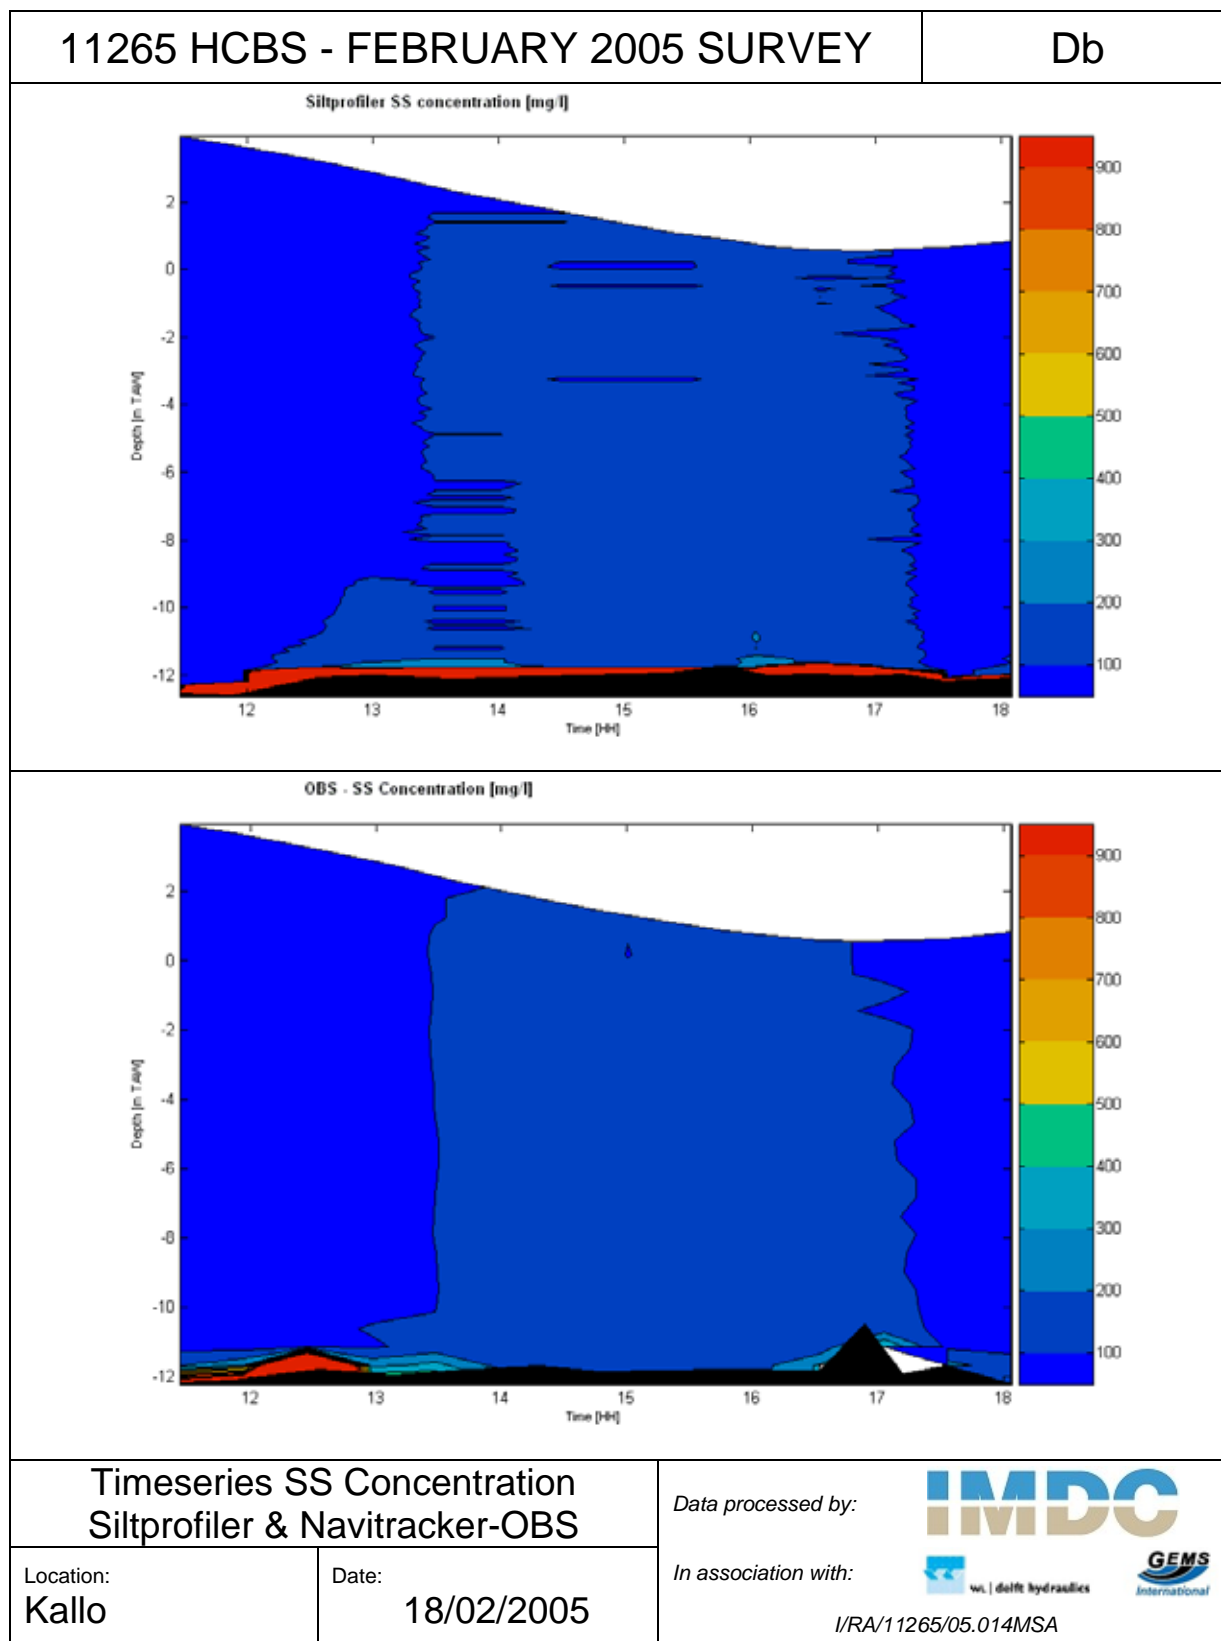 11265 HCBS - FEBRUARY 2005 SURVEY
Db
Siltprofiler SS concentration [mg/l]
Depth [m TAW]
2
0
-2
-4
-6
-8
-10
-12
12 13 14 15 16 17 18
Time [HH]
900
800
700
600
500
400
300
200
100
OBS - SS Concentration [mg/l]
Depth [m TAW]
2
0
-2
-4
-6
-8
-10
-12
12 13 14 15 16 17 18
Time [HH]
900
800
700
600
500
400
300
200
100
Timeseries SS Concentration
Siltprofiler & Navitracker-OBS
Location:
Kallo
Date:
18/02/2005
Data processed by:
IMDC
In association with:
wl | delft hydraulics
GEMS
International
I/RA/11265/05.014MSA